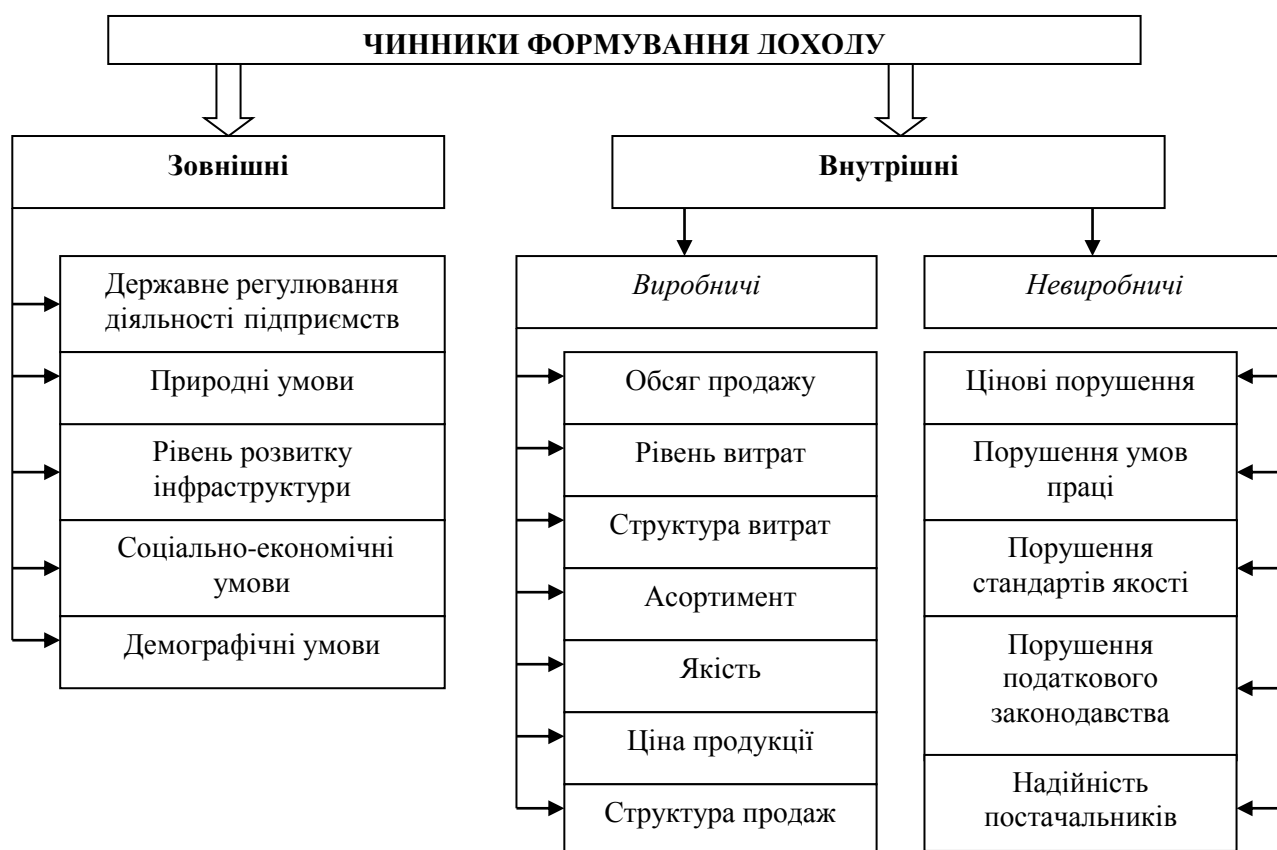 ЧИННИКИ ФОРМУВАННЯ ДОХОДУ
Зовнішні
Державне регулювання
діяльності підприємств
Природні умови
Рівень розвитку
інфраструктури
Соціально-економічні
умови
Демографічні умови
Внутрішні
Виробничі
Обсяг продажу
Рівень витрат
Структура витрат
Асортимент
Якість
Ціна продукції
Структура продаж
Невиробничі
Цінові порушення
Порушення умов
праці
Порушення
стандартів якості
Порушення
податкового
законодавства
Надійність
постачальників